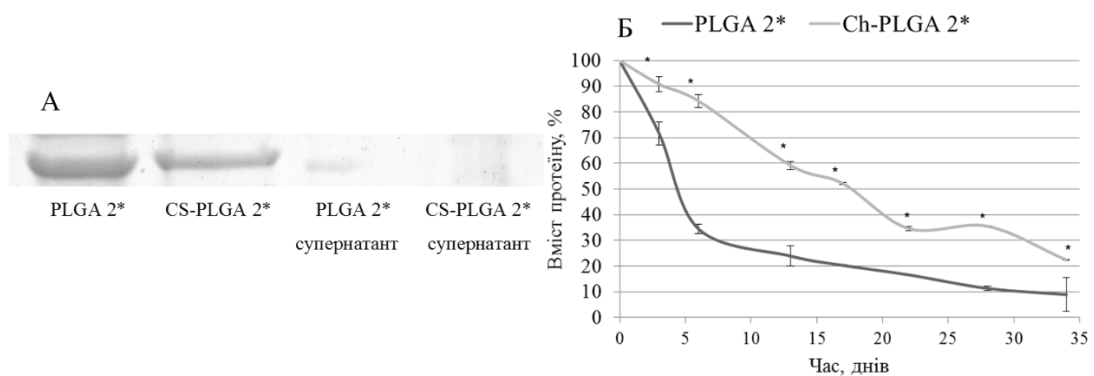 А
PLGA 2*
CS-PLGA 2*
PLGA 2*
супернатант
CS-PLGA 2*
супернатант
Б
PLGA 2*
Ch-PLGA 2*
Вміст протеїну, %
100
90
80
70
60
50
40
30
20
10
0
* * * * * * *
0 5 10 15 20 25 30 35
Час, днів